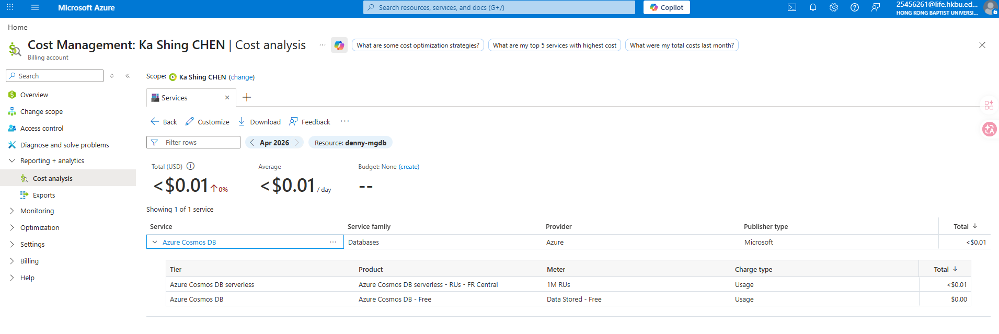 Microsoft Azure
Search resources, services, and docs (G+/)
Copilot
25456261@life.hkbu.ed...
HONG KONG BAPTIST UNIVERSI...
Home
Cost Management: Ka Shing CHEN | Cost analysis ...
Billing account
What are some cost optimization strategies?
What are my top 5 services with highest cost
What were my total costs last month?
Search
Overview
Change scope
Access control
Diagnose and solve problems
Reporting + analytics
Cost analysis
Exports
Monitoring
Optimization
Settings
Billing
Help
Scope: Ka Shing CHEN (change)
Services
Back Customize Download Feedback ...
Filter rows
Apr 2026
Resource: denny-mgdb
Total (USD) Average Budget: None (create)
<$0.01 ↑0% <$0.01 / day --
Showing 1 of 1 service
Service Service family Provider Publisher type Total ↓
Azure Cosmos DB ... Databases Azure Microsoft <$0.01
Tier Product Meter Charge type Total ↓
Azure Cosmos DB serverless Azure Cosmos DB serverless - RUs - FR Central 1M RUs Usage <$0.01
Azure Cosmos DB Azure Cosmos DB - Free Data Stored - Free Usage $0.00